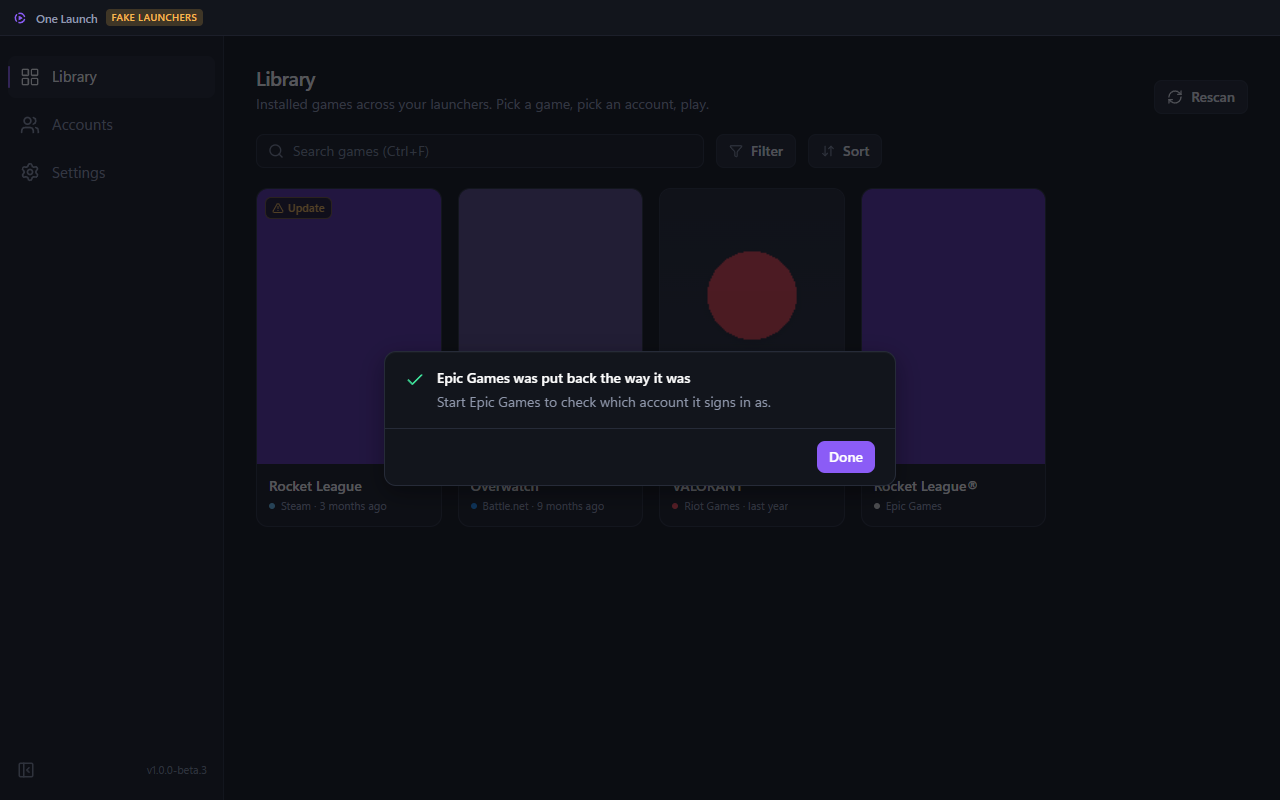 One Launch FAKE LAUNCHERS
Library
Accounts
Settings
Library
Installed games across your launchers. Pick a game, pick an account, play.
Rescan
Search games (Ctrl+F)
Filter
Sort
Update
Epic Games was put back the way it was
Start Epic Games to check which account it signs in as.
Done
Rocket League
Steam · 3 months ago
Overwatch
Battle.net · 9 months ago
VALORANT
Riot Games · last year
Rocket League®
Epic Games
v1.0.0-beta.3